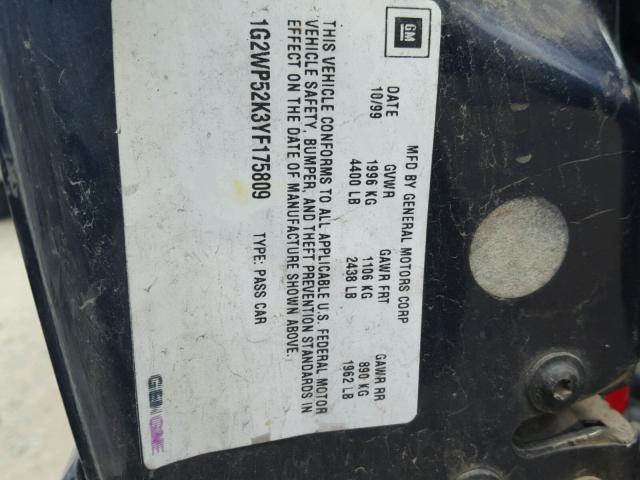 GM
MFD BY GENERAL MOTORS CORP
DATE GVWR GAWR FRT GAWR RR
10/99 1996 KG 1106 KG 890 KG
4400 LB 2438 LB 1962 LB
THIS VEHICLE CONFORMS TO ALL APPLICABLE U.S. FEDERAL MOTOR
VEHICLE SAFETY, BUMPER, AND THEFT PREVENTION STANDARDS IN
EFFECT ON THE DATE OF MANUFACTURE SHOWN ABOVE.
1G2WP52K3YF175809 TYPE: PASS CAR